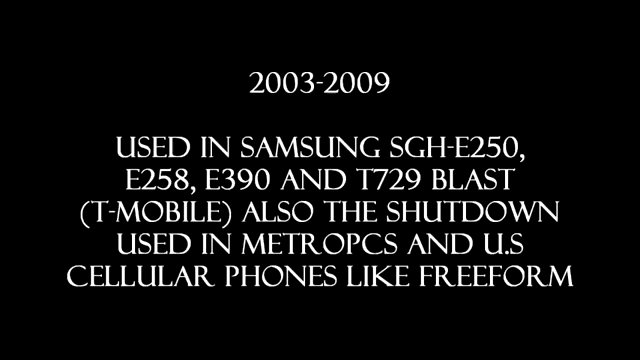 2003-2009
USED IN SAMSUNG SGH-E250,
E258, E390 AND T729 BLAST
(T-MOBILE) ALSO THE SHUTDOWN
USED IN METROPCS AND U.S
CELLULAR PHONES LIKE FREEFORM